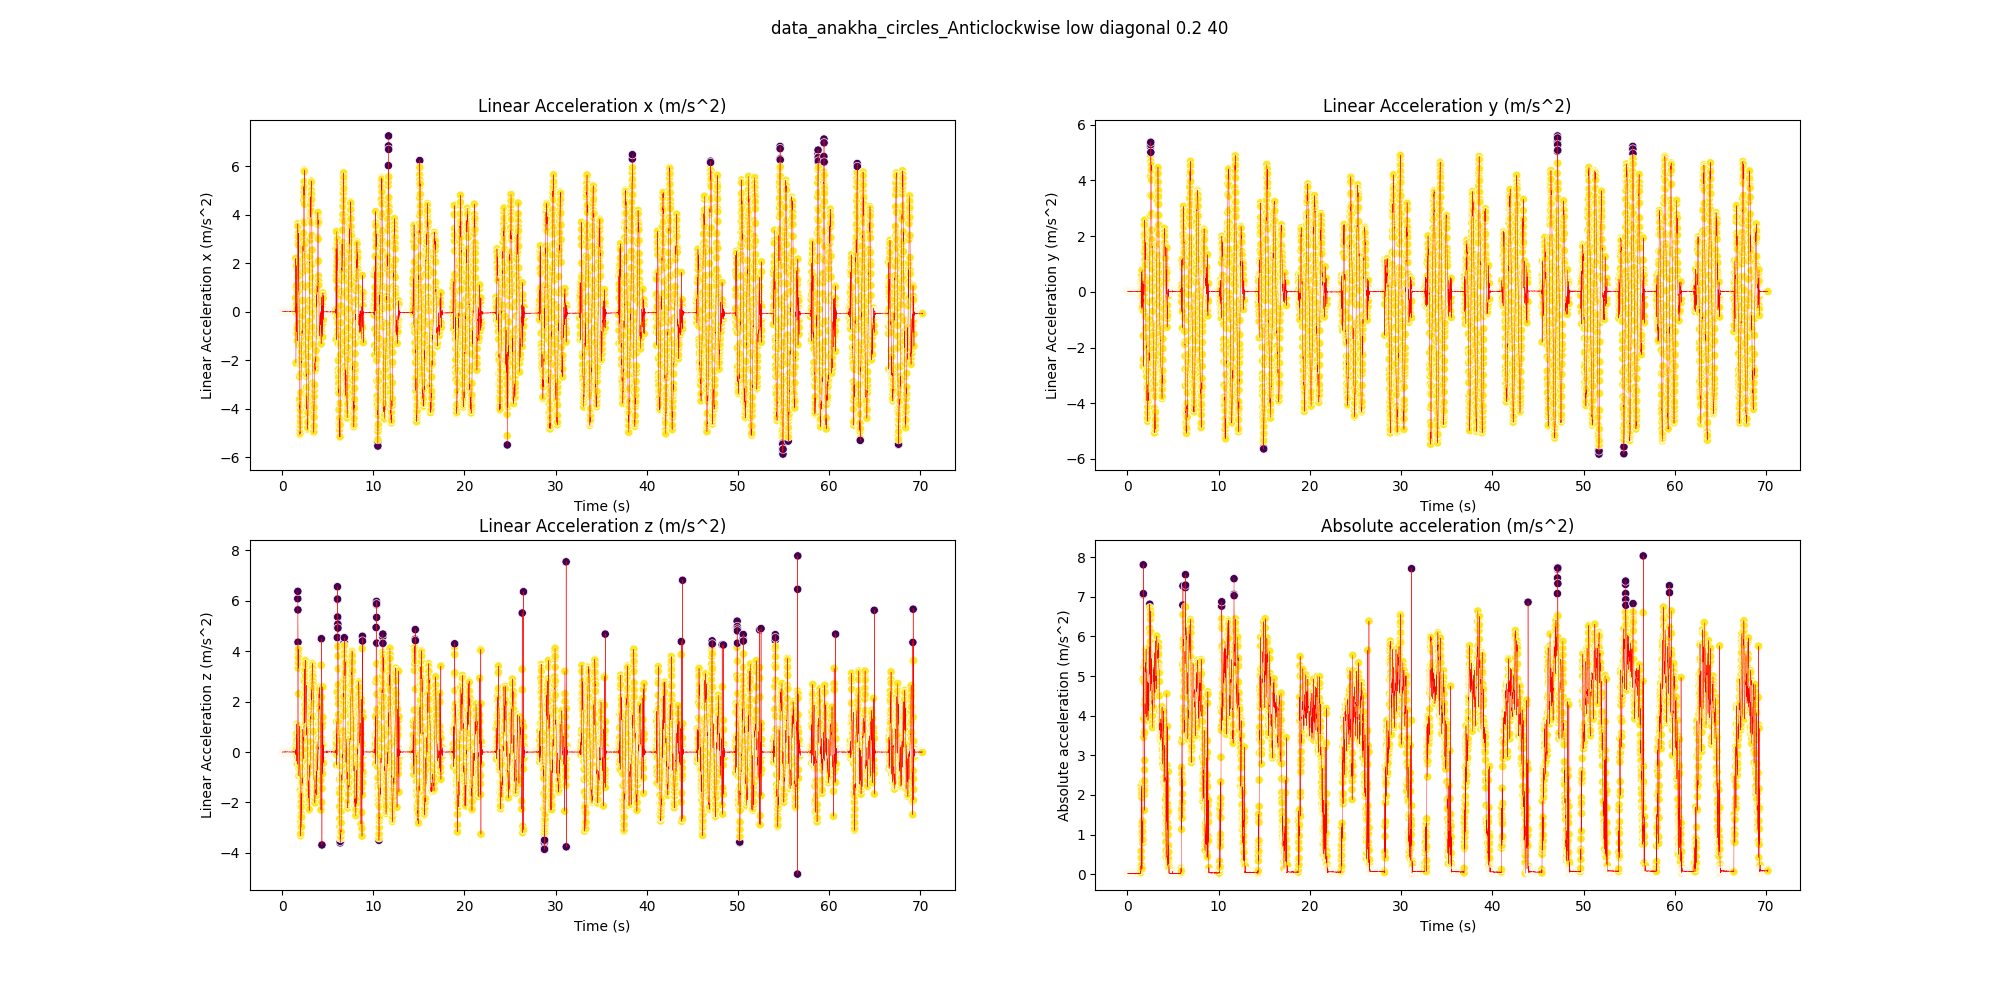 data_anakha_circles_Anticlockwise low diagonal 0.2 40
Linear Acceleration x (m/s^2)
Linear Acceleration x (m/s^2)
6
4
2
0
−2
−4
−6
0 10 20 30 40 50 60 70
Time (s)
Linear Acceleration y (m/s^2)
Linear Acceleration y (m/s^2)
6
4
2
0
−2
−4
−6
0 10 20 30 40 50 60 70
Time (s)
Linear Acceleration z (m/s^2)
Linear Acceleration z (m/s^2)
8
6
4
2
0
−2
−4
0 10 20 30 40 50 60 70
Time (s)
Absolute acceleration (m/s^2)
Absolute acceleration (m/s^2)
8
7
6
5
4
3
2
1
0
0 10 20 30 40 50 60 70
Time (s)